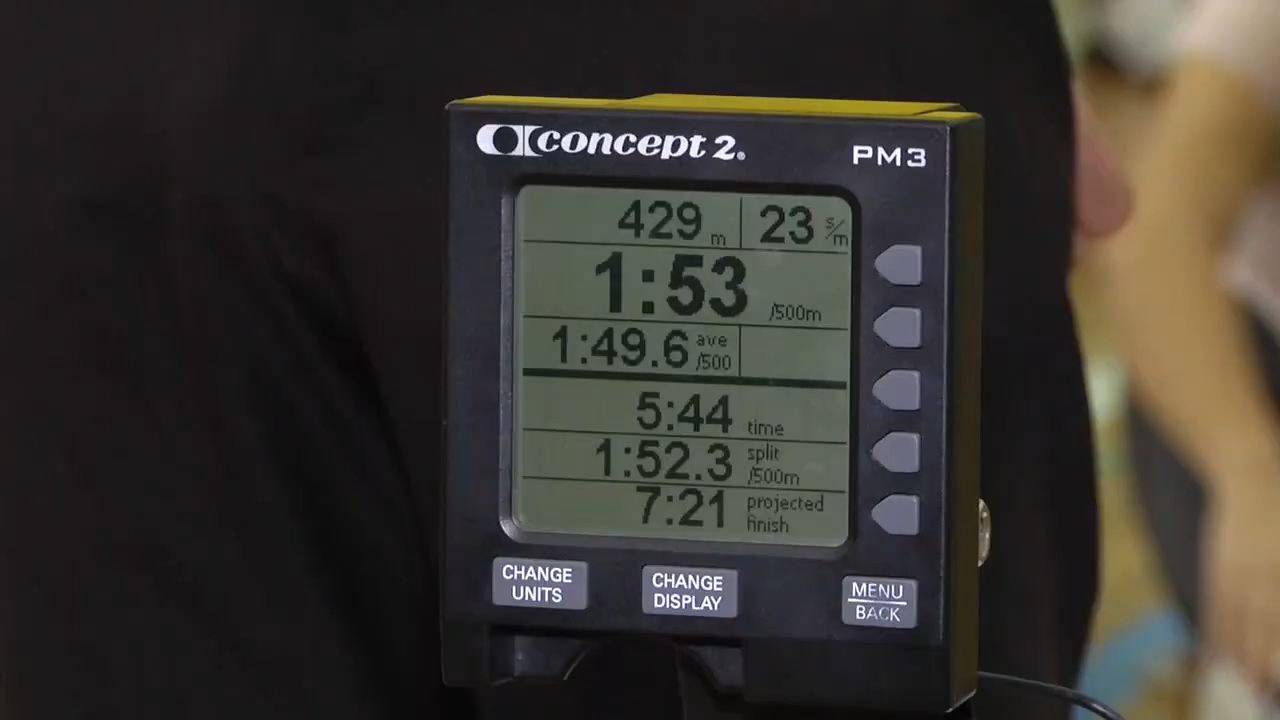 concept 2® PM3
429 m 23 s/m
1:53 /500m
1:49.6 ave /500
5:44 time
1:52.3 split /500m
7:21 projected finish
CHANGE UNITS CHANGE DISPLAY MENU BACK